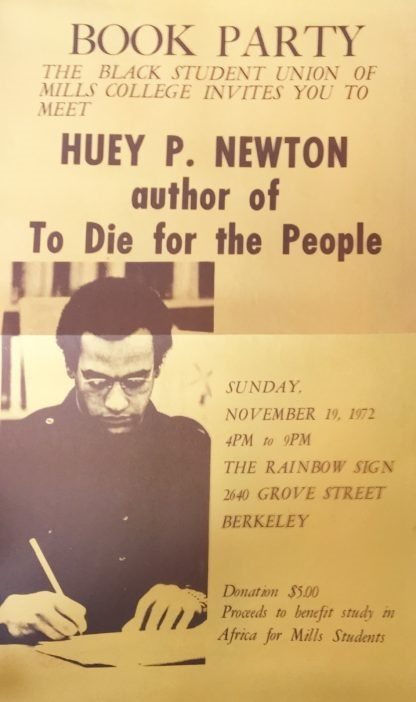 BOOK PARTY
THE BLACK STUDENT UNION OF
MILLS COLLEGE INVITES YOU TO
MEET
HUEY P. NEWTON
author of
To Die for the People
SUNDAY,
NOVEMBER 19, 1972
4PM to 9PM
THE RAINBOW SIGN
2640 GROVE STREET
BERKELEY
Donation $5.00
Proceeds to benefit study in
Africa for Mills Students